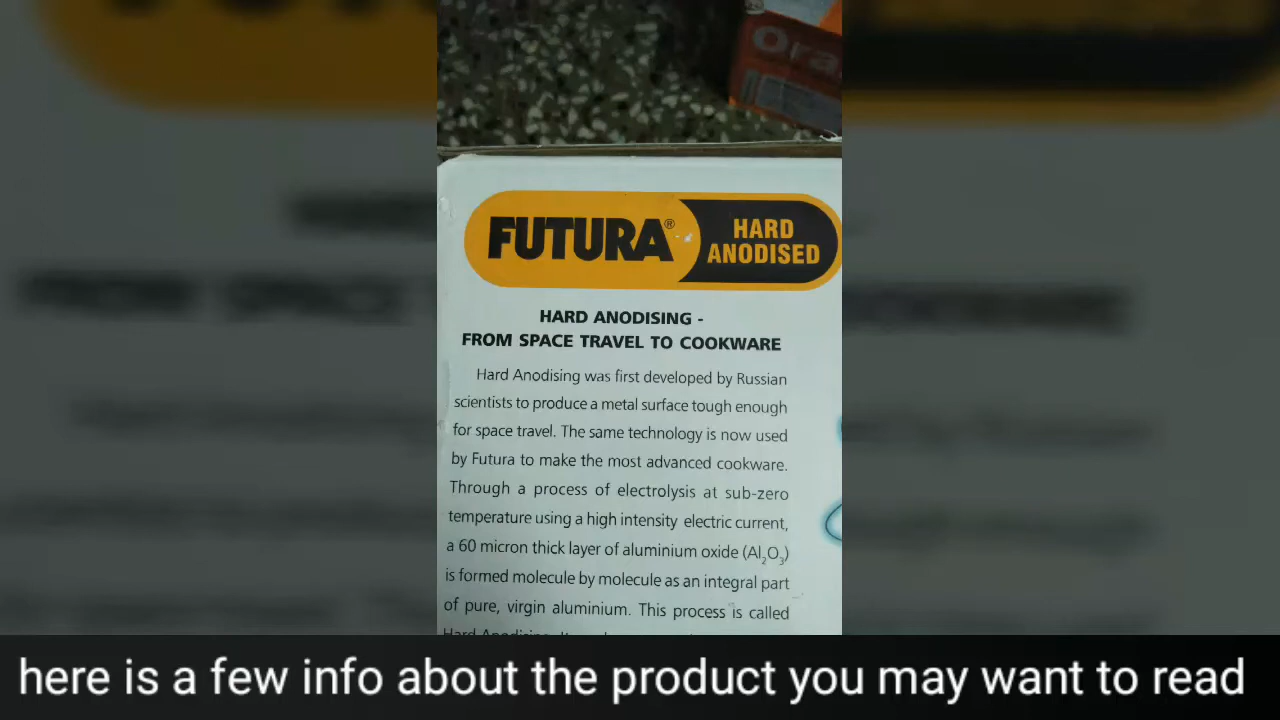 Ora
FUTURA®
HARD
ANODISED
HARD ANODISING -
FROM SPACE TRAVEL TO COOKWARE
Hard Anodising was first developed by Russian
scientists to produce a metal surface tough enough
for space travel. The same technology is now used
by Futura to make the most advanced cookware.
Through a process of electrolysis at sub-zero
temperature using a high intensity electric current,
a 60 micron thick layer of aluminium oxide (Al₂O₃)
is formed molecule by molecule as an integral part
of pure, virgin aluminium. This process is called
Hard Anodising.
here is a few info about the product you may want to read